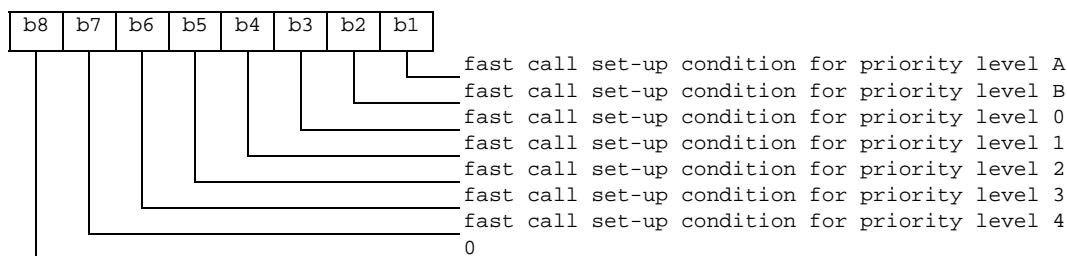 b8 b7 b6 b5 b4 b3 b2 b1
fast call set-up condition for priority level A
fast call set-up condition for priority level B
fast call set-up condition for priority level 0
fast call set-up condition for priority level 1
fast call set-up condition for priority level 2
fast call set-up condition for priority level 3
fast call set-up condition for priority level 4
0